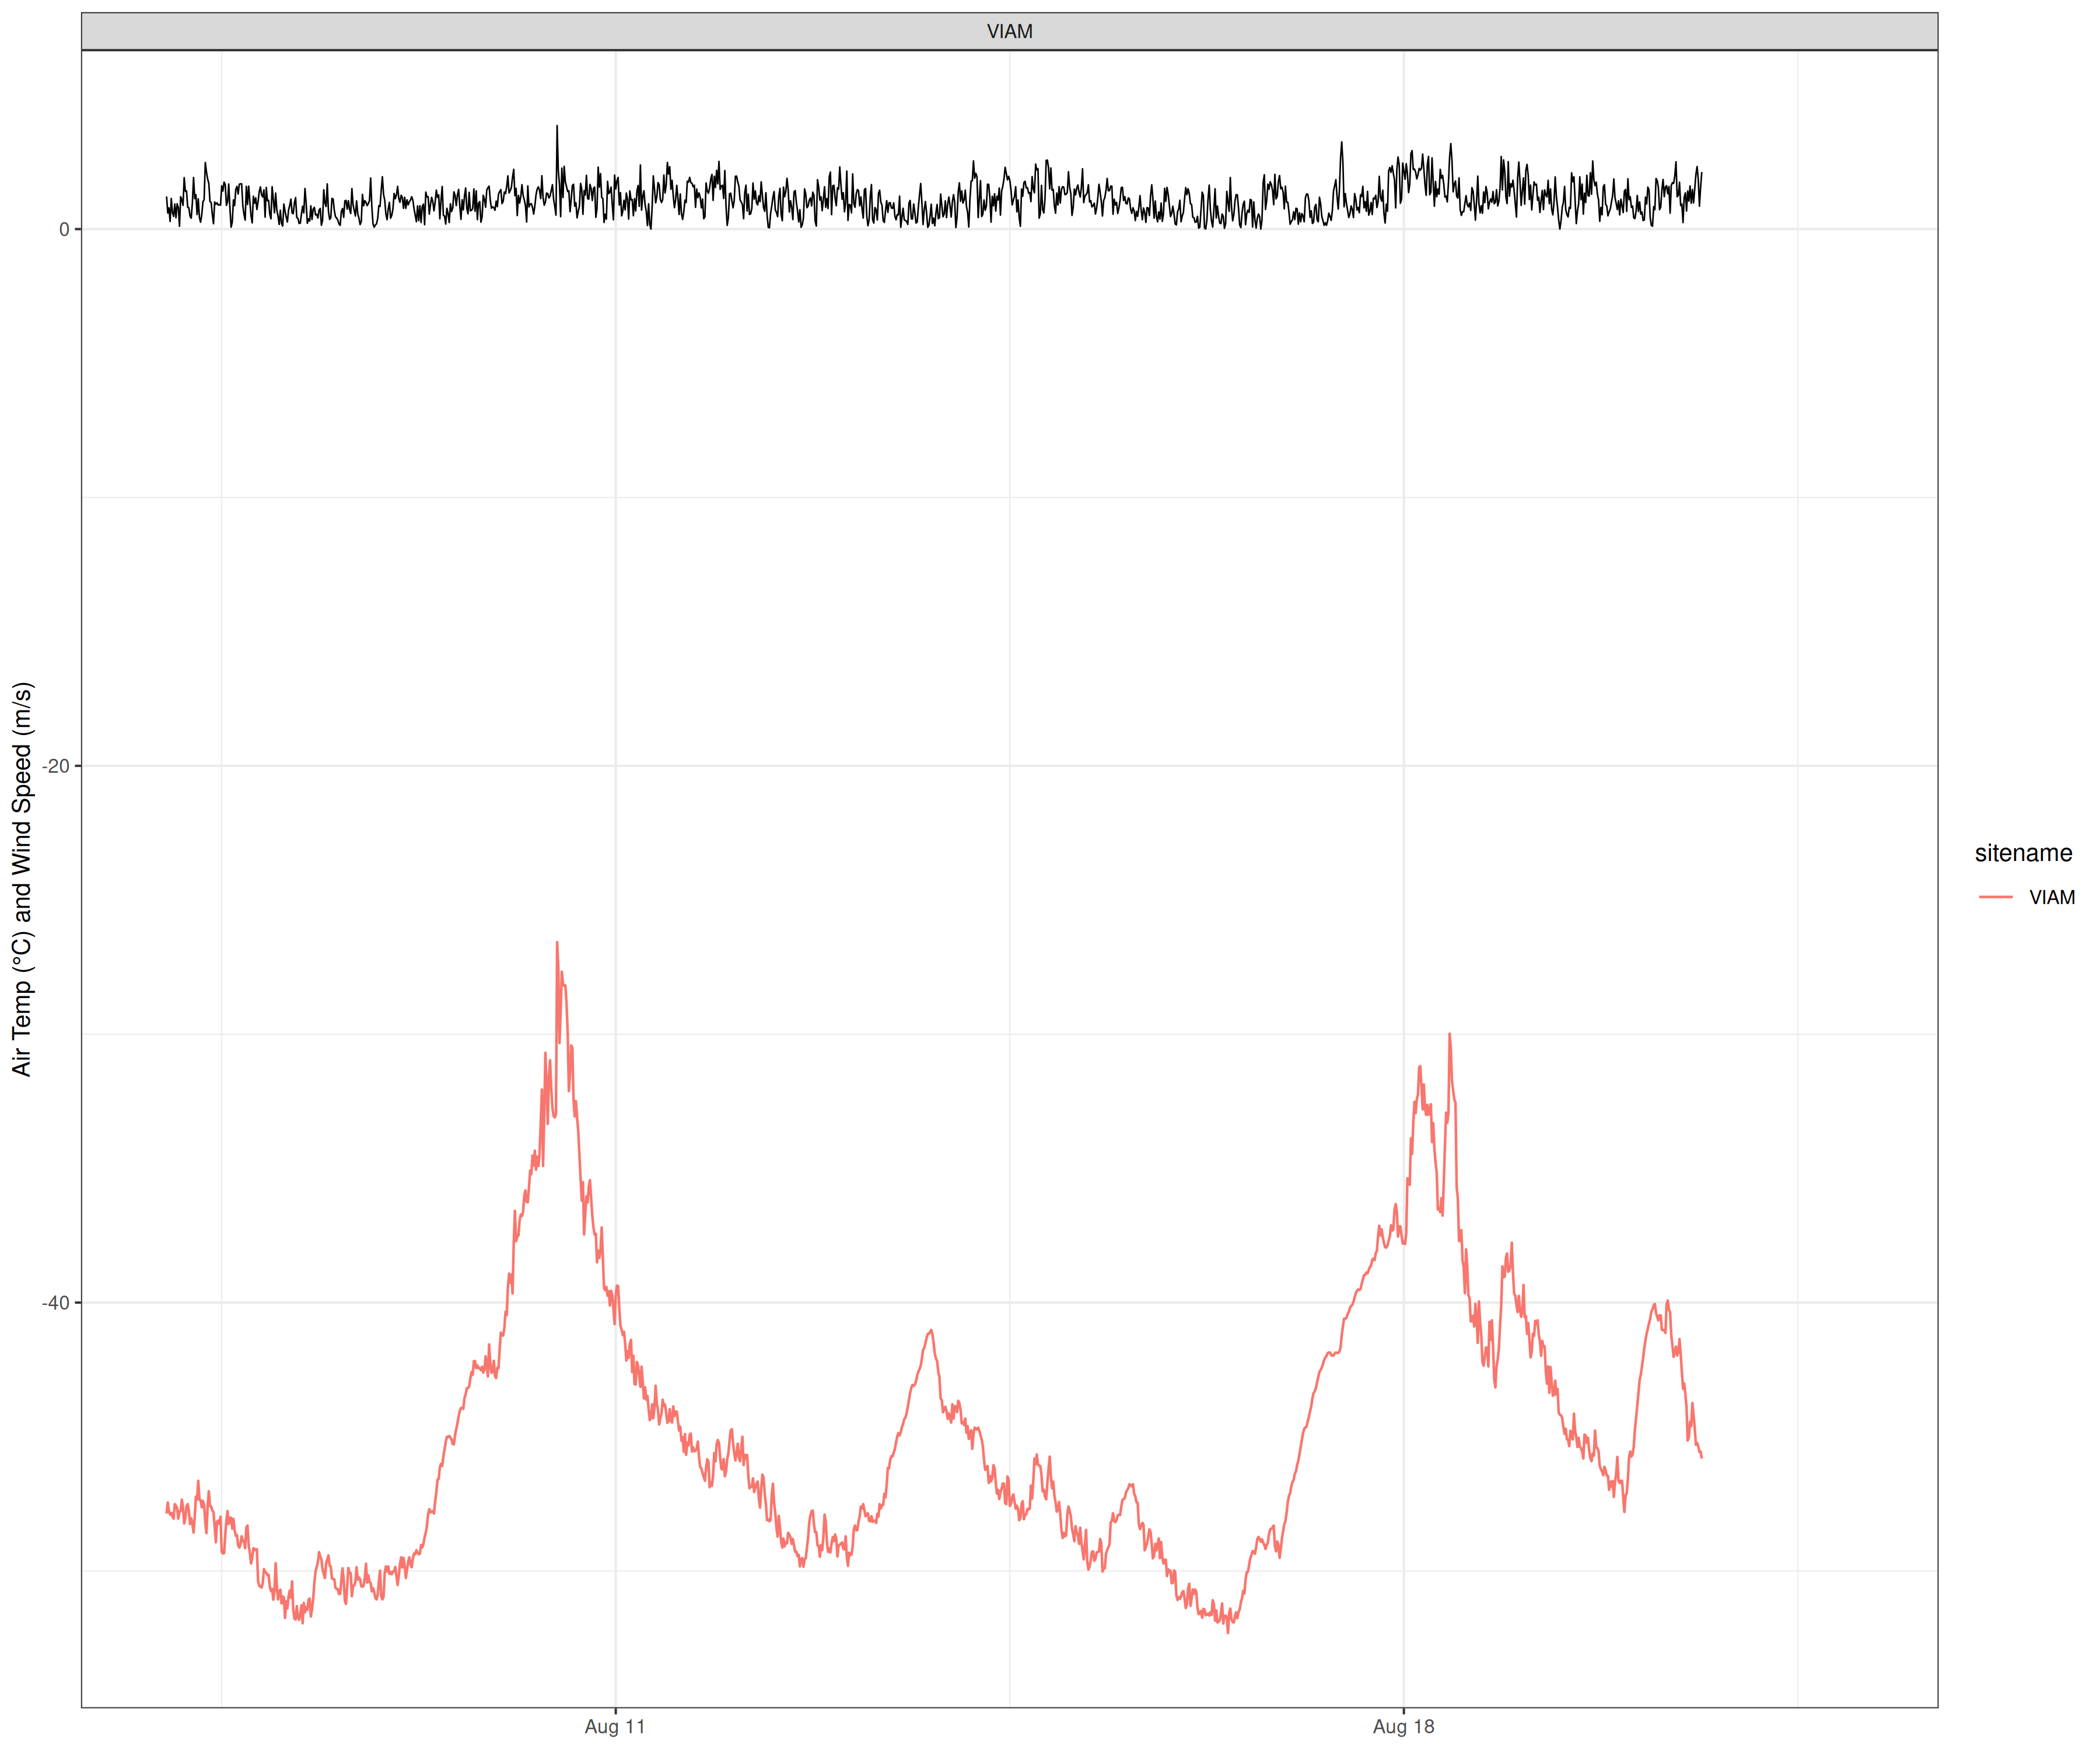 VIAM
Air Temp (°C) and Wind Speed (m/s)
0
-20
-40
Aug 11
Aug 18
sitename
VIAM